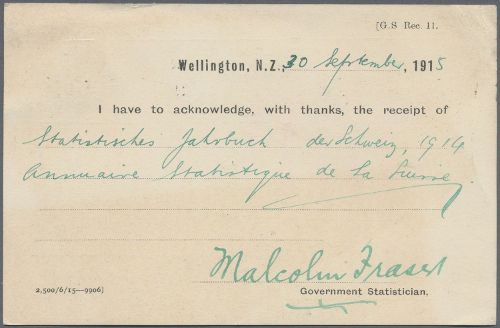 [G.S Rec. 11.
Wellington, N.Z., 30 September, 1915
I have to acknowledge, with thanks, the receipt of
Statistisches Jahrbuch der Schweiz, 1914
Annuaire Statistique de la Suisse.
Malcolm Fraser
Government Statistician.
2,500/6/15—9906]